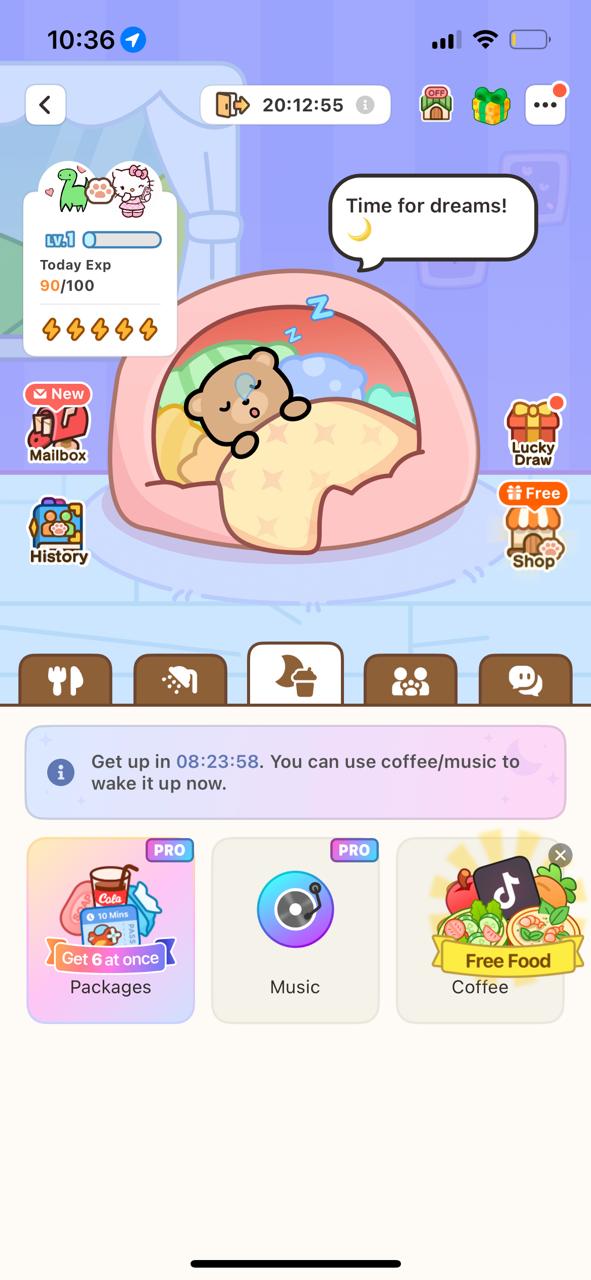 10:36
20:12:55
OFF
Time for dreams!
🌙
LV.1
Today Exp
90/100
z
z
New
Mailbox
Lucky
Draw
History
Free
Shop
Get up in 08:23:58. You can use coffee/music to
wake it up now.
PRO
PRO
SOAP
Cola
10 Mins
PASS
Get 6 at once
Free Food
Packages
Music
Coffee